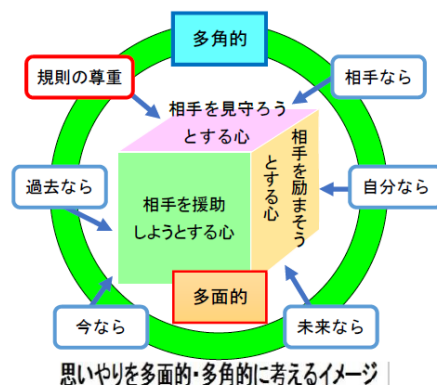 多角的
規則の尊重
相手なら
相手を見守ろう
とする心
相手を励まそう
とする心
過去なら
相手を援助
しようとする心
自分なら
多面的
今なら
未来なら
思いやりを多面的・多角的に考えるイメージ